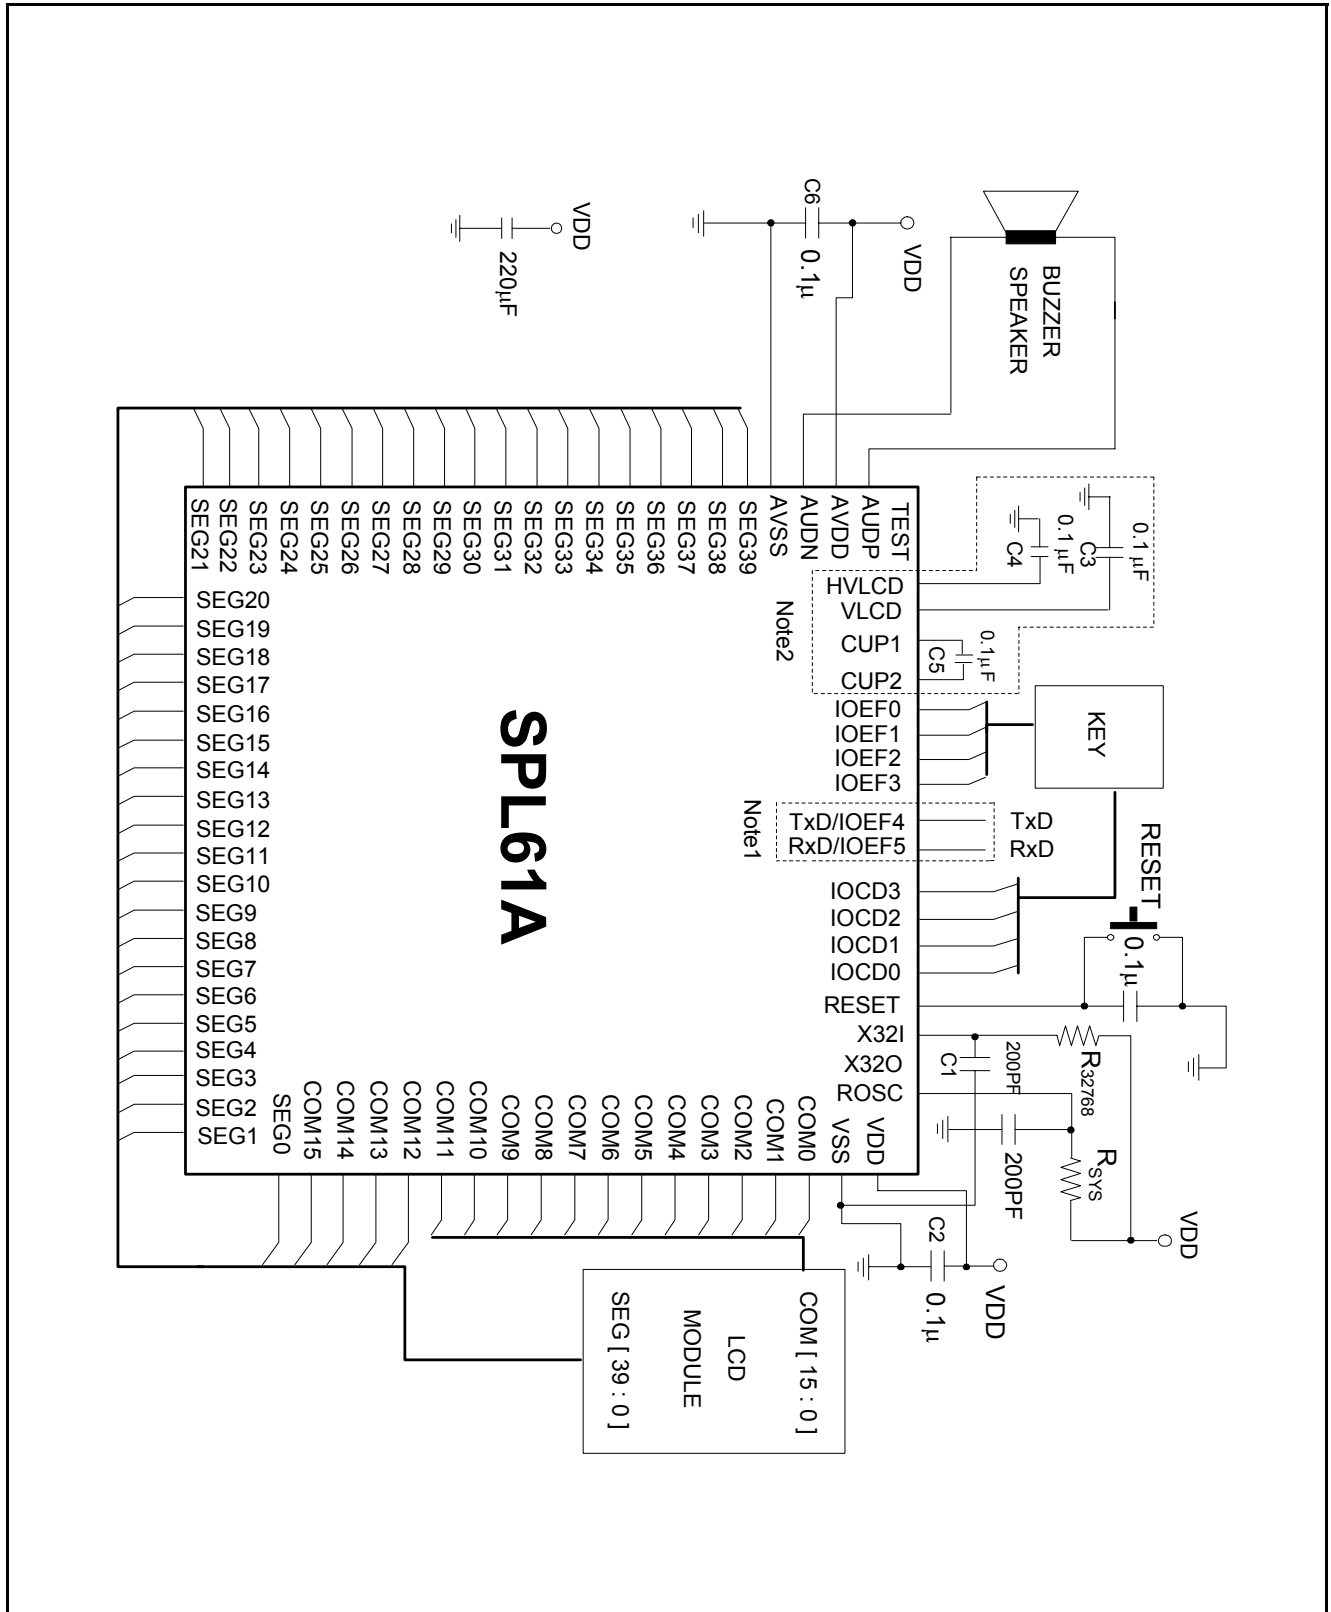 C6
0.1μ
VDD
VDD
220μF
BUZZER
SPEAKER
SEG21
SEG22
SEG23
SEG24
SEG25
SEG26
SEG27
SEG28
SEG29
SEG30
SEG31
SEG32
SEG33
SEG34
SEG35
SEG36
SEG37
SEG38
SEG39
AVSS
AUDN
AVDD
AUDP
TEST
0.1 μF
C3
0.1 μF
C4
HVLCD
VLCD
CUP1
CUP2
0.1μF
C5
Note2
IOEF0
IOEF1
IOEF2
IOEF3
KEY
TxD/IOEF4
RxD/IOEF5
TxD
RxD
Note1
IOCD3
IOCD2
IOCD1
IOCD0
RESET
0.1μ
RESET
X32I
X32O
ROSC
200PF
C1
R32768
200PF
RSYS
VDD
SPL61A
SEG20
SEG19
SEG18
SEG17
SEG16
SEG15
SEG14
SEG13
SEG12
SEG11
SEG10
SEG9
SEG8
SEG7
SEG6
SEG5
SEG4
SEG3
SEG2
SEG1
SEG0
COM15
COM14
COM13
COM12
COM11
COM10
COM9
COM8
COM7
COM6
COM5
COM4
COM3
COM2
COM1
COM0
VSS
VDD
C2
0.1μ
VDD
COM [ 15 : 0 ]
LCD
MODULE
SEG [ 39 : 0 ]